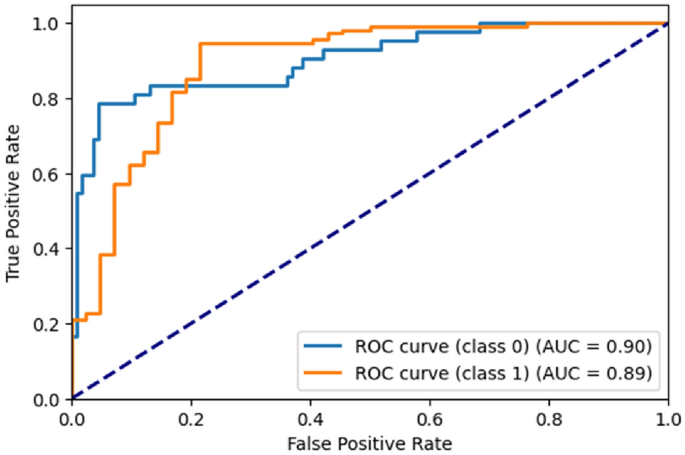 1.0
0.8
0.6
0.4
0.2
0.0
True Positive Rate
ROC curve (class 0) (AUC = 0.90)
ROC curve (class 1) (AUC = 0.89)
0.0 0.2 0.4 0.6 0.8 1.0
False Positive Rate